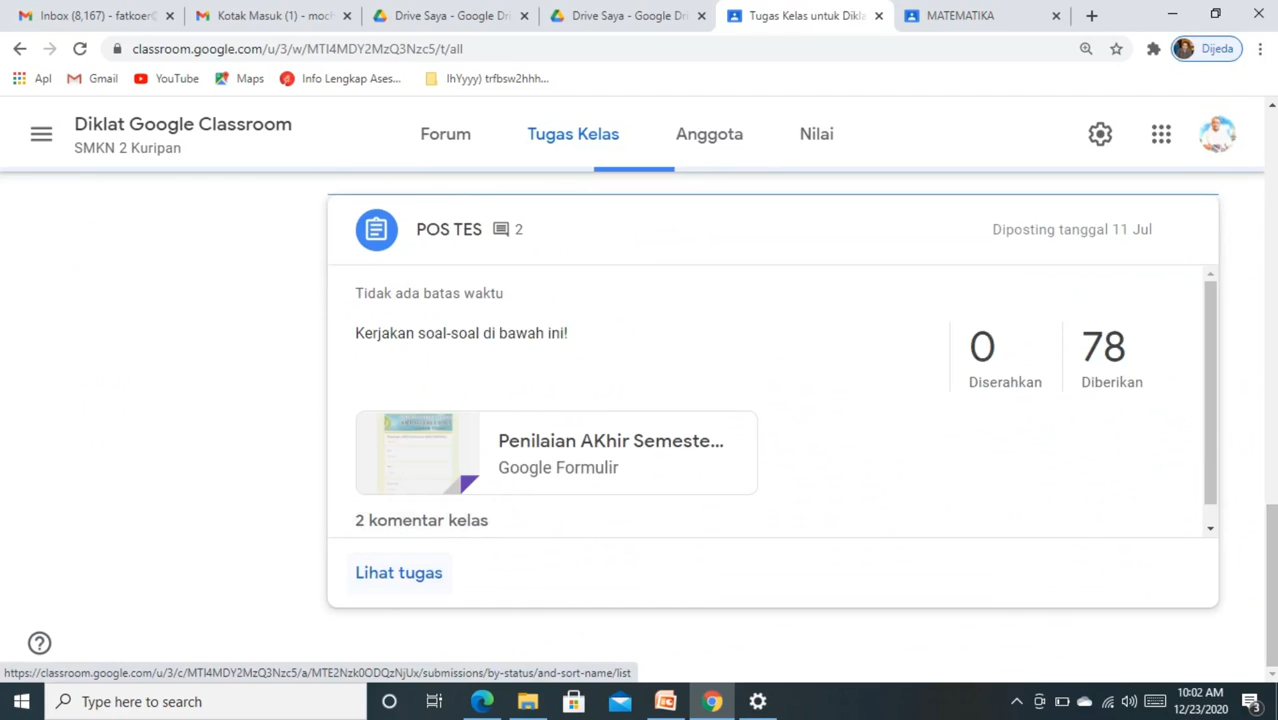 Inbox (8,167) - fatkoer@
Kotak Masuk (1) - moch
Drive Saya - Google Dri
Drive Saya - Google Dri
Tugas Kelas untuk Dikla
MATEMATIKA
classroom.google.com/u/3/w/MTI4MDY2MzQ3Nzc5/t/all
Dijeda
Apl
Gmail
YouTube
Maps
Info Lengkap Ases...
IhYyyy) trfbsw2hhh...
Diklat Google Classroom
SMKN 2 Kuripan
Forum
Tugas Kelas
Anggota
Nilai
POS TES 2
Diposting tanggal 11 Jul
Tidak ada batas waktu
Kerjakan soal-soal di bawah ini!
0
Diserahkan
78
Diberikan
Penilaian AKhir Semeste...
Google Formulir
2 komentar kelas
Lihat tugas
https://classroom.google.com/u/3/c/MTI4MDY2MzQ3Nzc5/a/MTE2Nzk0ODQzNjUx/submissions/by-status/and-sort-name/list
Type here to search
10:02 AM
12/23/2020
3